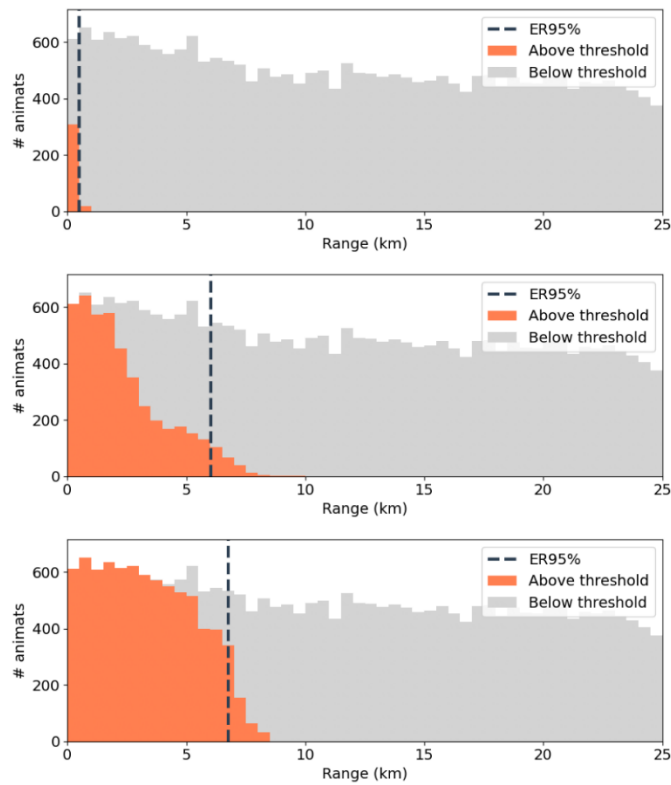 600
400
200
0
# animats
ER95%
Above threshold
Below threshold
0 5 10 15 20 25
Range (km)
600
400
200
0
# animats
ER95%
Above threshold
Below threshold
0 5 10 15 20 25
Range (km)
600
400
200
0
# animats
ER95%
Above threshold
Below threshold
0 5 10 15 20 25
Range (km)